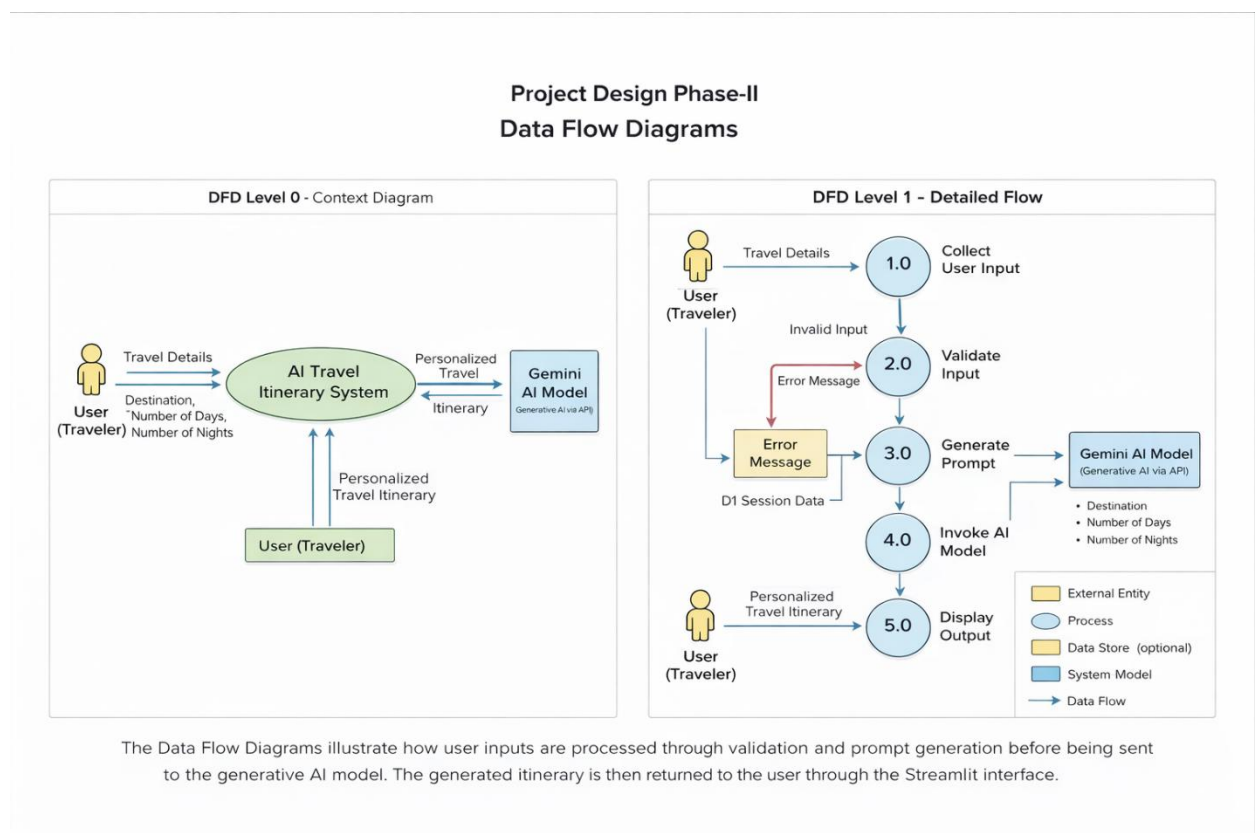 Project Design Phase-II
Data Flow Diagrams
DFD Level 0 - Context Diagram
Travel Details
Destination,
Number of Days,
Number of Nights
User
(Traveler)
AI Travel
Itinerary System
Personalized
Travel
Itinerary
Gemini
AI Model
Generative AI via API)
Personalized
Travel Itinerary
User (Traveler)
DFD Level 1 - Detailed Flow
User
(Traveler)
Travel Details
1.0
Collect
User Input
Invalid Input
2.0
Validate
Input
Error Message
Error
Message
3.0
Generate
Prompt
Gemini AI Model
(Generative AI via API)
D1 Session Data
• Destination
• Number of Days
• Number of Nights
4.0
Invoke AI
Model
Personalized
Travel Itinerary
5.0
Display
Output
User
(Traveler)
External Entity
Process
Data Store (optional)
System Model
Data Flow
The Data Flow Diagrams illustrate how user inputs are processed through validation and prompt generation before being sent
to the generative AI model. The generated itinerary is then returned to the user through the Streamlit interface.